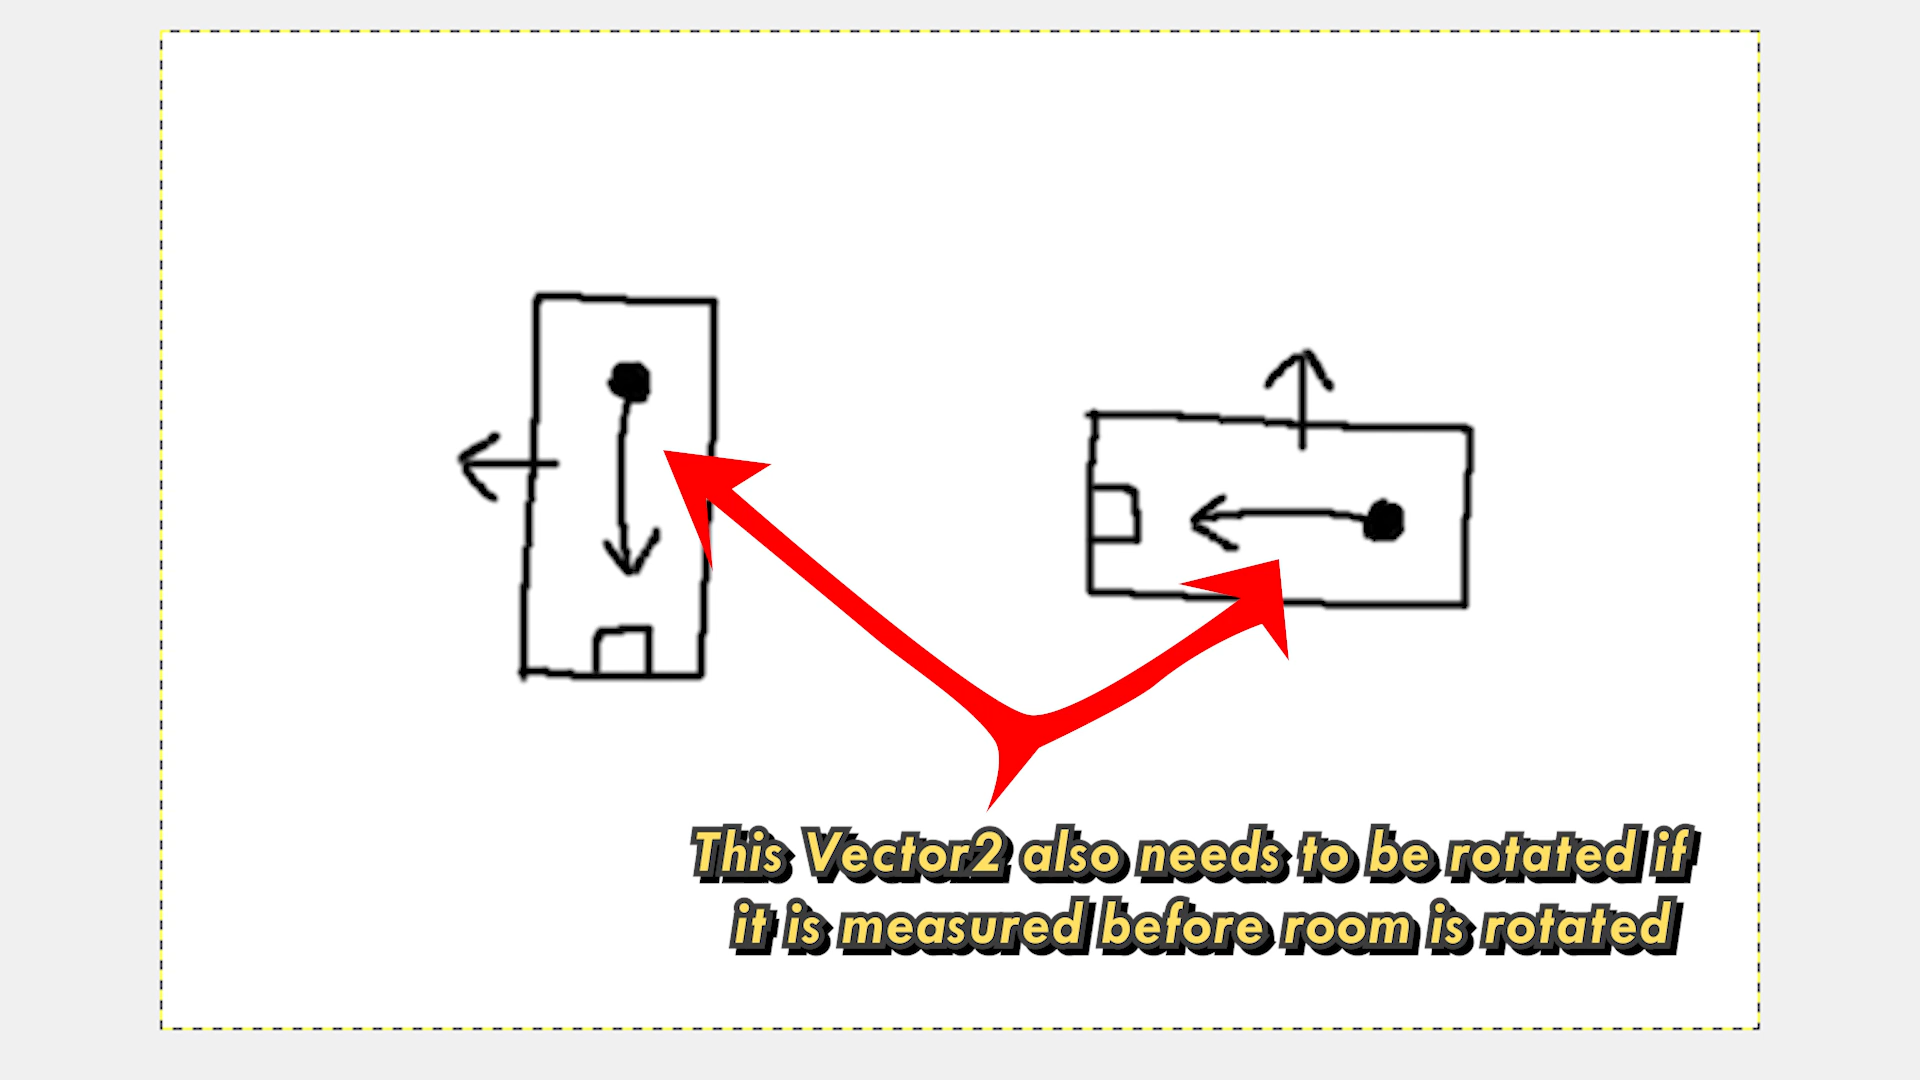 This Vector2 also needs to be rotated if
it is measured before room is rotated